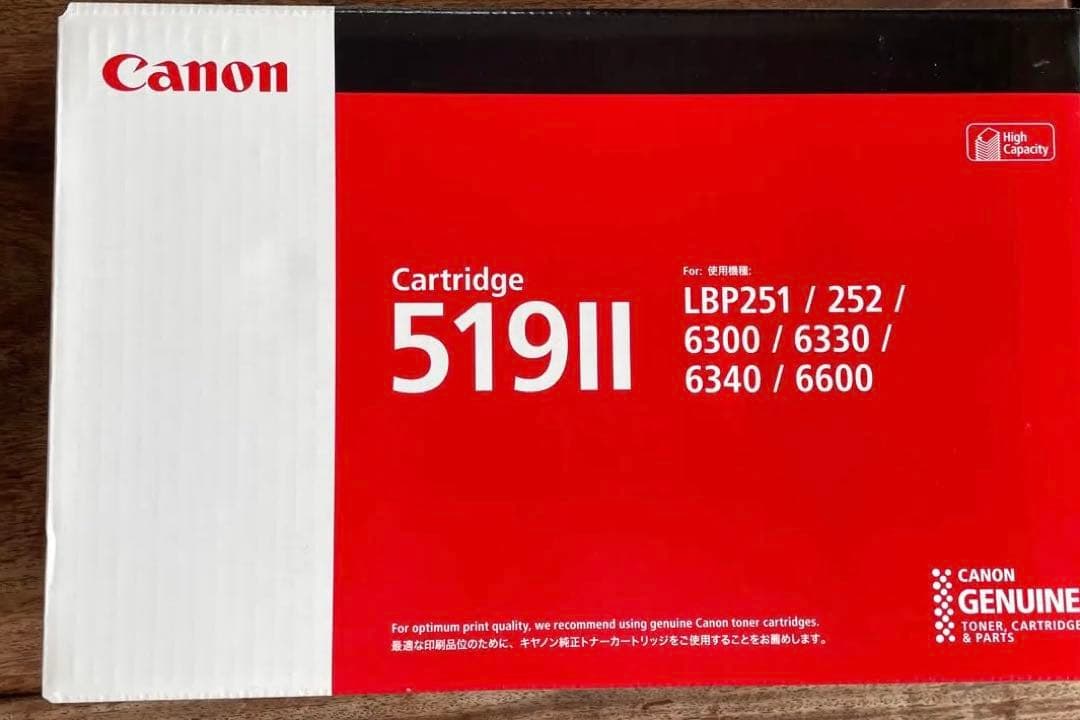 Canon
High
Capacity
Cartridge
519II
For: 使用機種:
LBP251 / 252 /
6300 / 6330 /
6340 / 6600
For optimum print quality, we recommend using genuine Canon toner cartridges.
最適な印刷品位のために、キヤノン純正トナーカートリッジをご使用することをお薦めします。
CANON
GENUINE
TONER, CARTRIDGE
& PARTS